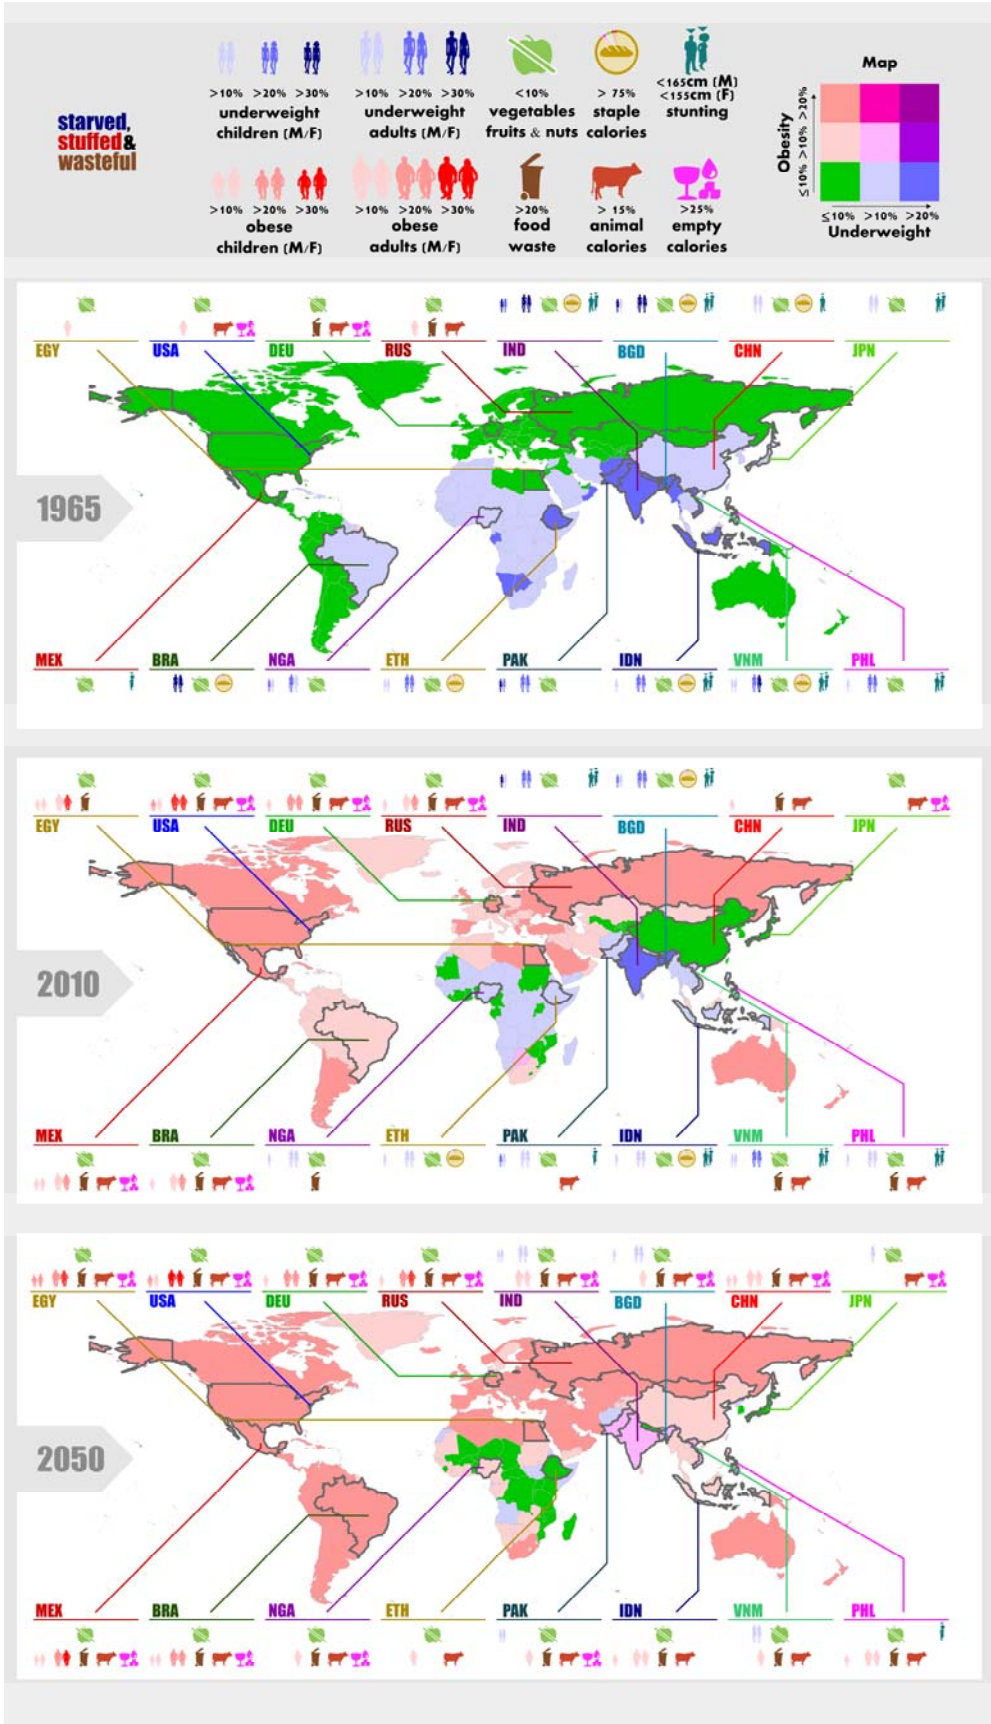 starved,
stuffed&
wasteful
>10% >20% >30%
underweight
children (M/F)
>10% >20% >30%
underweight
adults (M/F)
<10%
vegetables
fruits & nuts
> 75%
staple
calories
<165cm (M)
<155cm (F)
stunting
>10% >20% >30%
obese
children (M/F)
>10% >20% >30%
obese
adults (M/F)
>20%
food
waste
> 15%
animal
calories
>25%
empty
calories
Map
Obesity
≤10% >10% >20%
≤10% >10% >20%
Underweight
EGY USA DEU RUS IND BGD CHN JPN
1965
MEX BRA NGA ETH PAK IDN VNM PHL
EGY USA DEU RUS IND BGD CHN JPN
2010
MEX BRA NGA ETH PAK IDN VNM PHL
EGY USA DEU RUS IND BGD CHN JPN
2050
MEX BRA NGA ETH PAK IDN VNM PHL